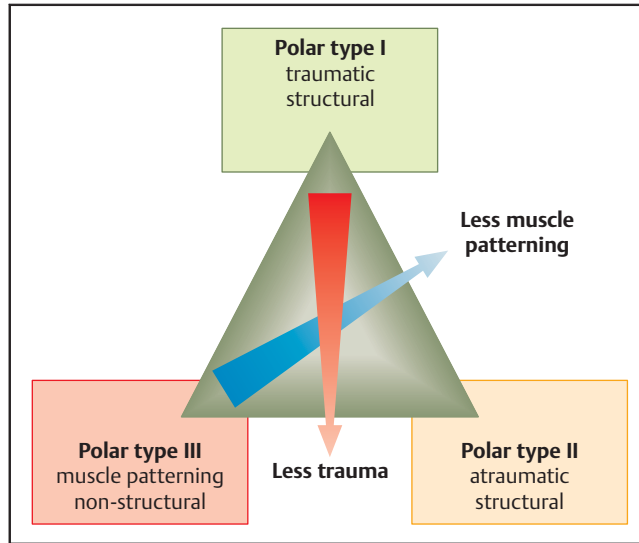 Polar type I
traumatic
structural
Less muscle
patterning
Polar type III
muscle patterning
non-structural
Less trauma
Polar type II
atraumatic
structural